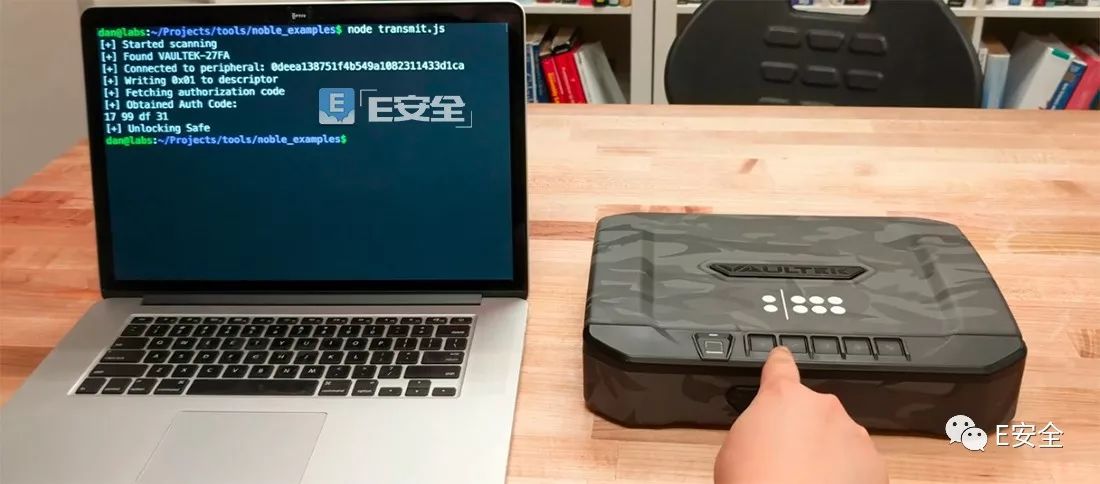 dan@labs:~/Projects/tools/noble_examples$ node transmit.js
[+] Started scanning
[+] Found VAULTEK-27FA
[+] Connected to peripheral: 0deea138751f4b549a1082311433d1ca
[+] Writing 0x01 to descriptor
[+] Fetching authorization code
[+] Obtained Auth Code:
17 99 df 31
[+] Unlocking Safe
dan@labs:~/Projects/tools/noble_examples$
E安全
VAULTEK
E安全